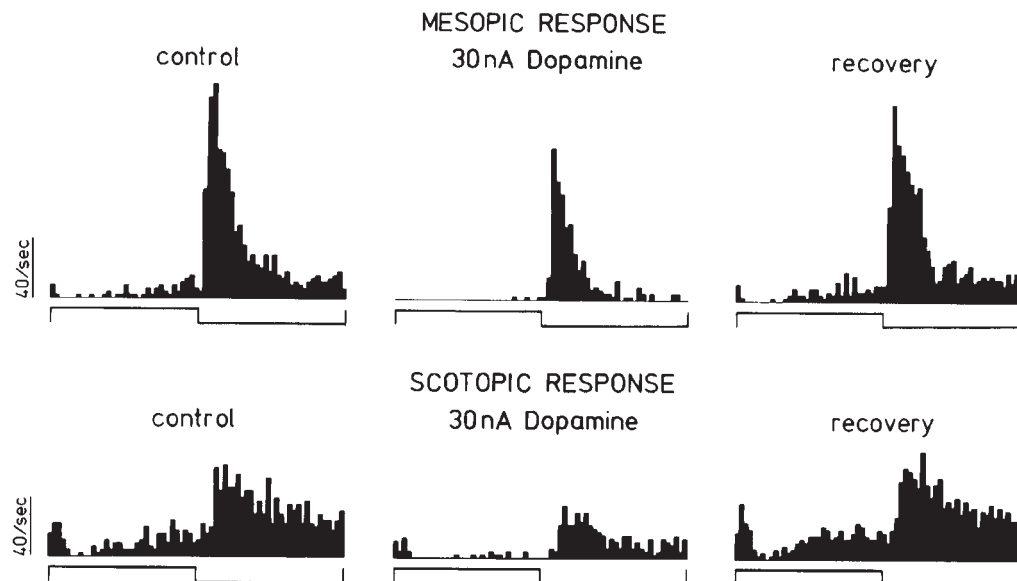 MESOPIC RESPONSE
control
30nA Dopamine
recovery
40/sec
SCOTOPIC RESPONSE
control
30nA Dopamine
recovery
40/sec